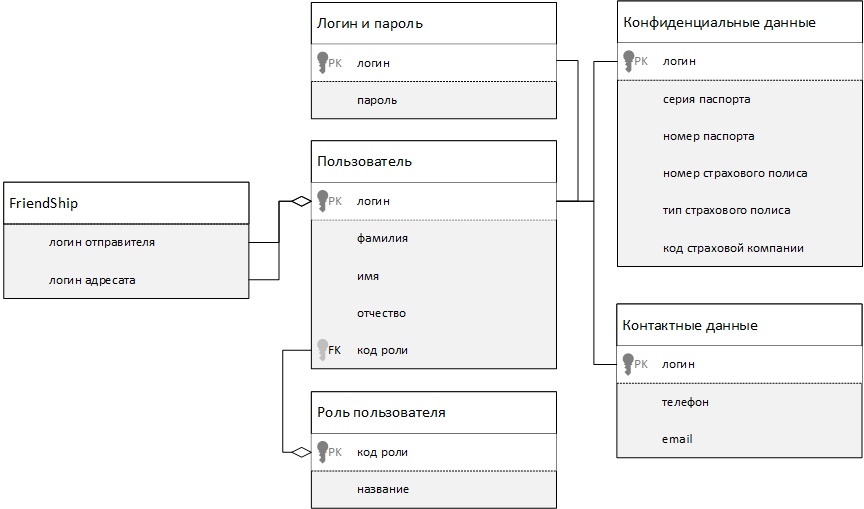 Логин и пароль
PK логин
пароль
Конфиденциальные данные
PK логин
серия паспорта
номер паспорта
номер страхового полиса
тип страхового полиса
код страховой компании
Пользователь
PK логин
фамилия
имя
отчество
FK код роли
FriendShip
логин отправителя
логин адресата
Контактные данные
PK логин
телефон
email
Роль пользователя
PK код роли
название